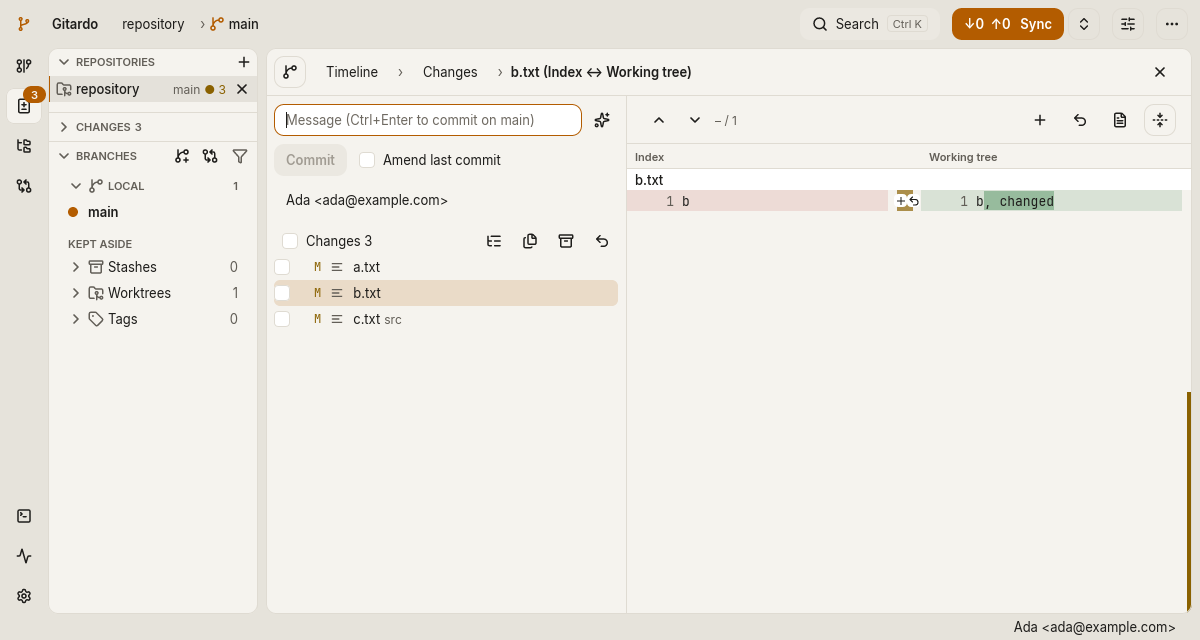 Gitardo repository › main Search Ctrl K ↓0 ↑0 Sync
3
REPOSITORIES
repository main 3
CHANGES 3
BRANCHES
LOCAL 1
main
KEPT ASIDE
Stashes 0
Worktrees 1
Tags 0
Timeline › Changes › b.txt (Index ↔ Working tree)
Message (Ctrl+Enter to commit on main)
Commit Amend last commit
Ada <ada@example.com>
Changes 3
M a.txt
M b.txt
M c.txt src
– / 1
Index Working tree
b.txt
1 b 1 b, changed
Ada <ada@example.com>